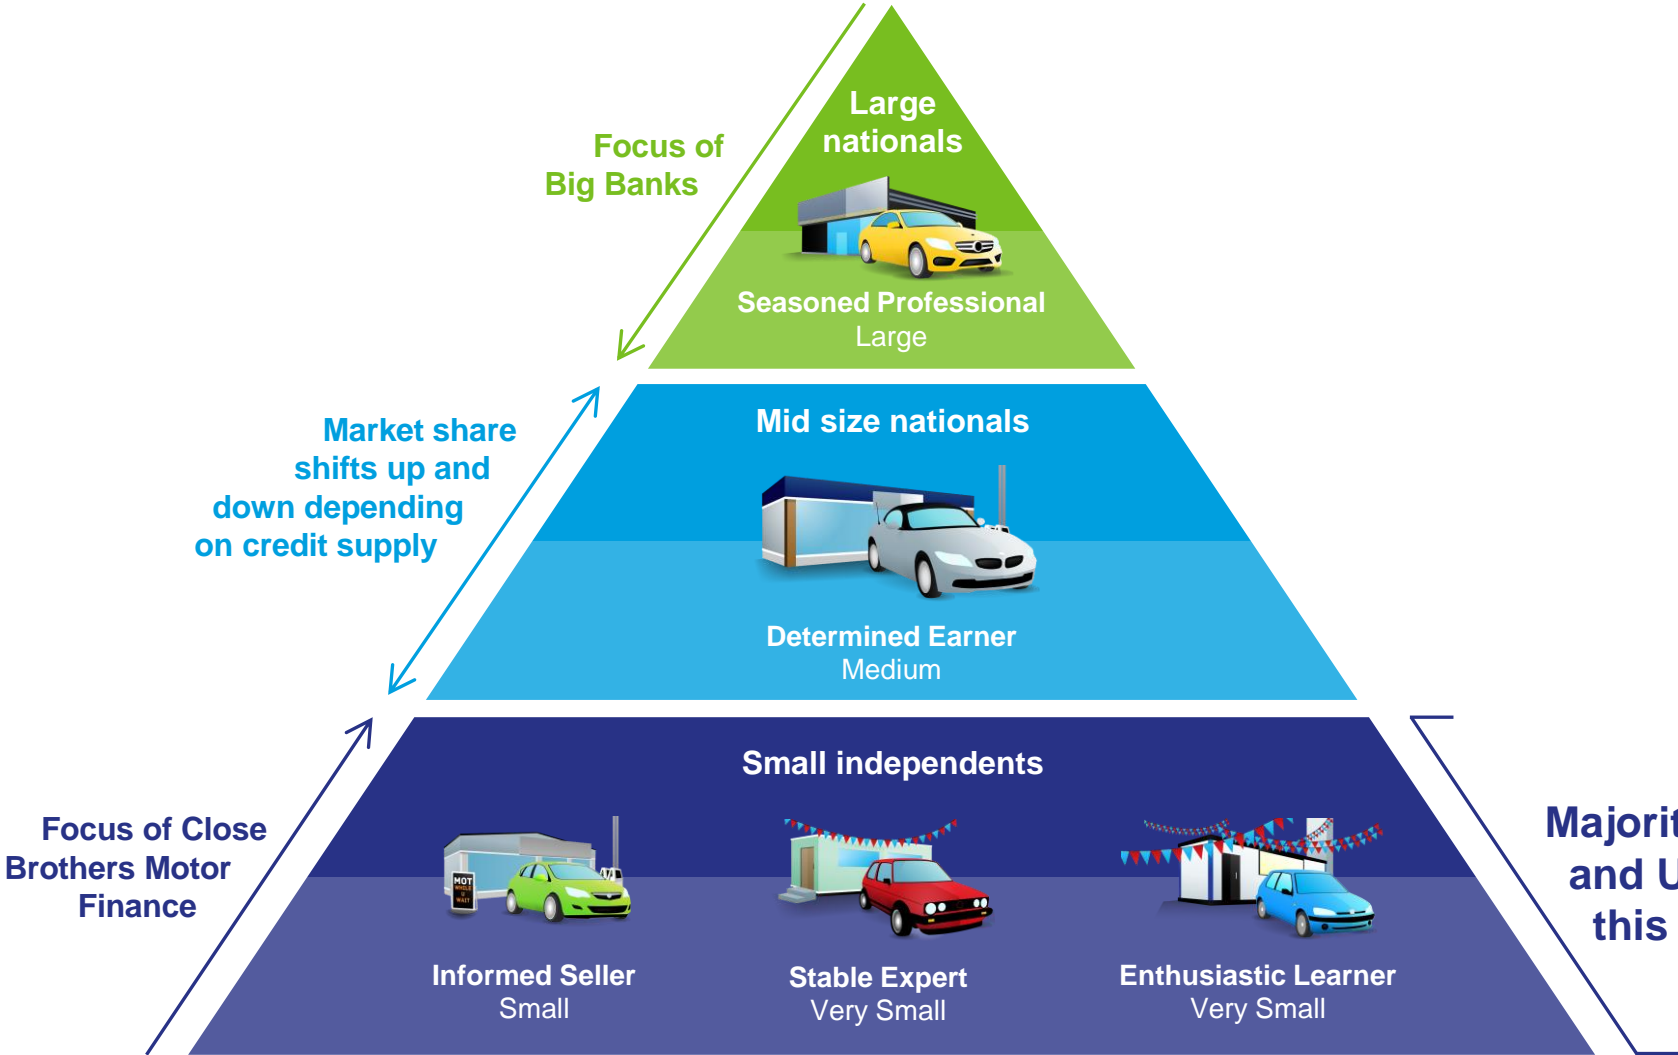 Large
nationals
Focus of
Big Banks
Seasoned Professional
Large
Market share
shifts up and
down depending
on credit supply
Mid size nationals
Determined Earner
Medium
Small independents
Focus of Close
Brothers Motor
Finance
MOT
WHILE
U
WAIT
Informed Seller
Small
Stable Expert
Very Small
Enthusiastic Learner
Very Small
and
this